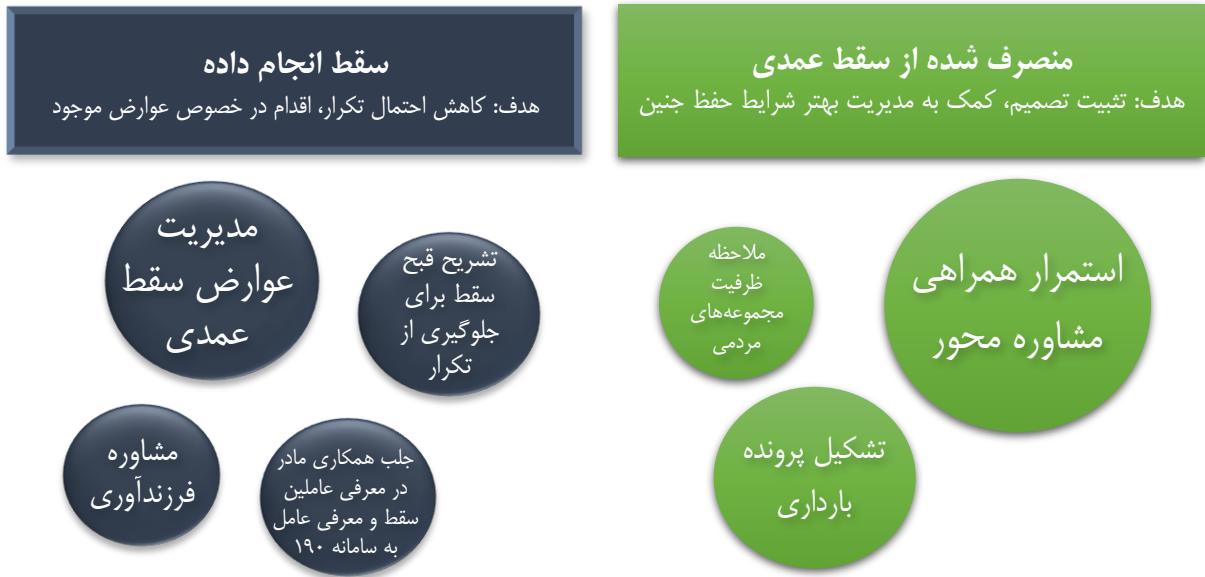 منصرف شده از سقط عمدی
هدف: تثبیت تصمیم، کمک به مدیریت بهتر شرایط حفظ جنین
استمرار همراهی
مشاوره محور
ملاحظه
ظرفیت
مجموعه‌های
مردمی
تشکیل پرونده
بارداری
سقط انجام داده
هدف: کاهش احتمال تکرار، اقدام در خصوص عوارض موجود
تشریح قبح
سقط برای
جلوگیری از
تکرار
مدیریت
عوارض سقط
عمدی
جلب همکاری مادر
در معرفی عاملین
سقط و معرفی عامل
به سامانه ۱۹۰
مشاوره
فرزندآوری